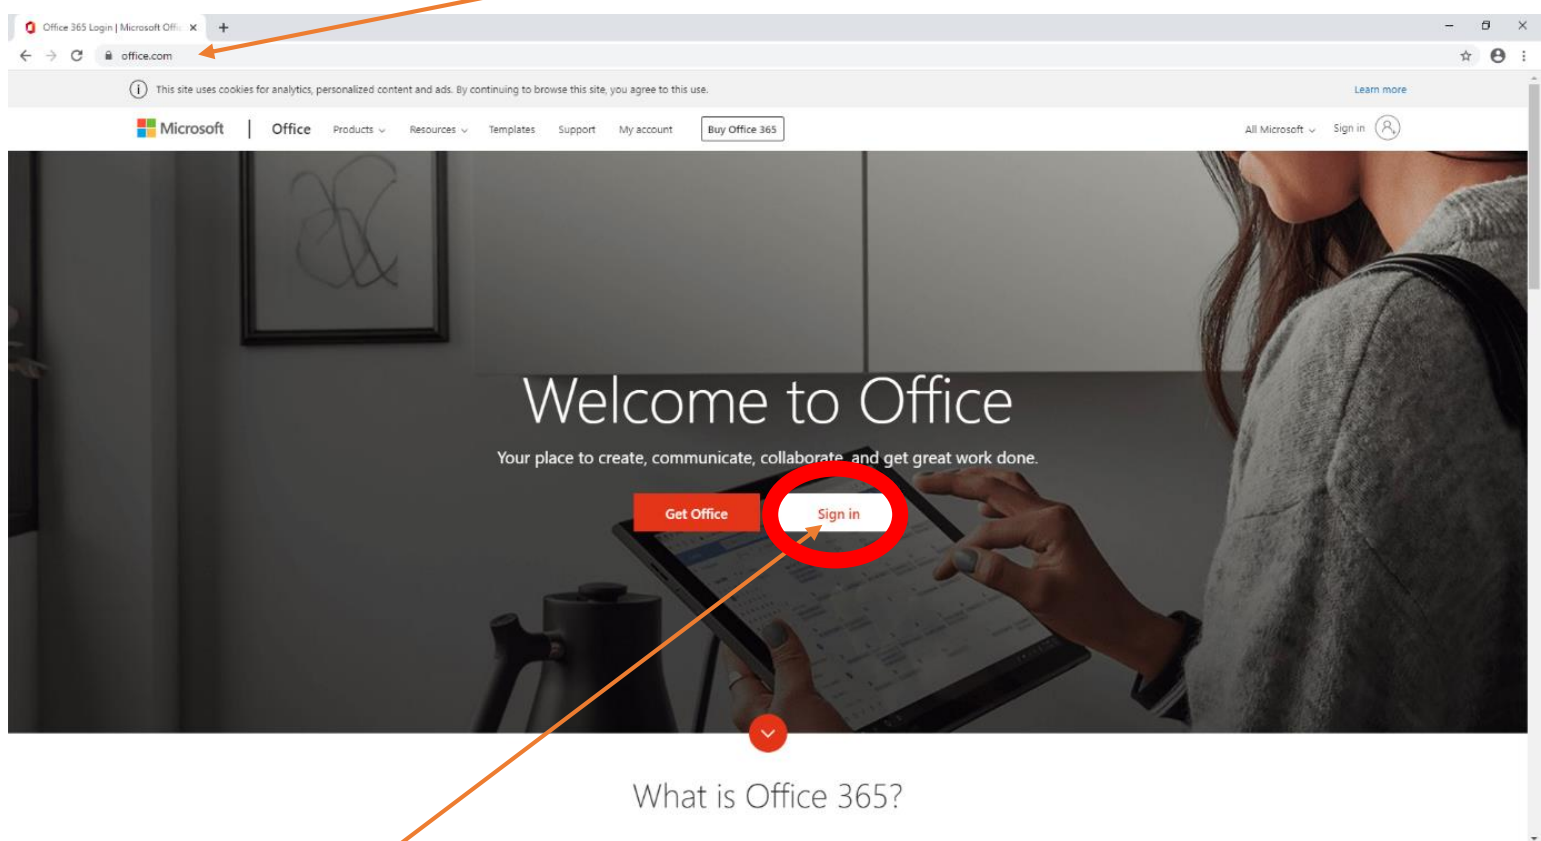 Office 365 Login | Microsoft Offi
office.com
This site uses cookies for analytics, personalized content and ads. By continuing to browse this site, you agree to this use.
Learn more
Microsoft
Office
Products
Resources
Templates
Support
My account
Buy Office 365
All Microsoft
Sign in
Welcome to Office
Your place to create, communicate, collaborate, and get great work done.
Get Office
Sign in
What is Office 365?